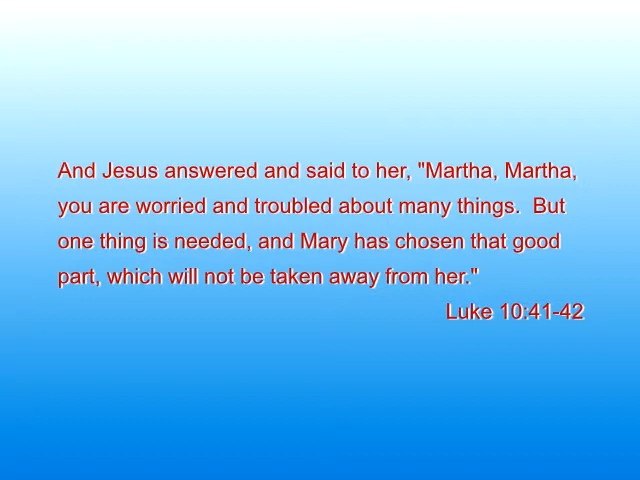 And Jesus answered and said to her, "Martha, Martha,
you are worried and troubled about many things.  But
one thing is needed, and Mary has chosen that good
part, which will not be taken away from her."
Luke 10:41-42